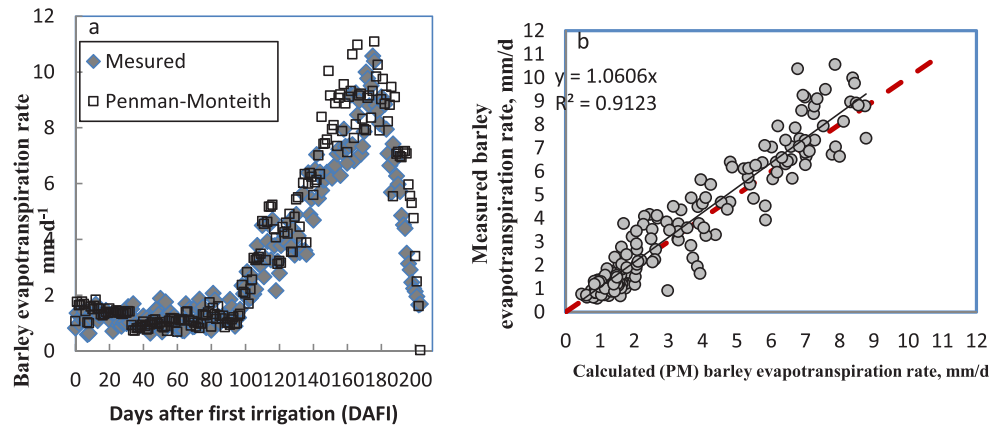 a
Mesured
Penman-Monteith
12
10
8
6
4
2
0
0 20 40 60 80 100 120 140 160 180 200
Barley evapotranspiration rate
mm d-1
Days after first irrigation (DAFI)
b
y = 1.0606x
R² = 0.9123
12
11
10
9
8
7
6
5
4
3
2
1
0
0 1 2 3 4 5 6 7 8 9 10 11 12
Measured barley
evapotranspiration rate, mm/d
Calculated (PM) barley evapotranspiration rate, mm/d